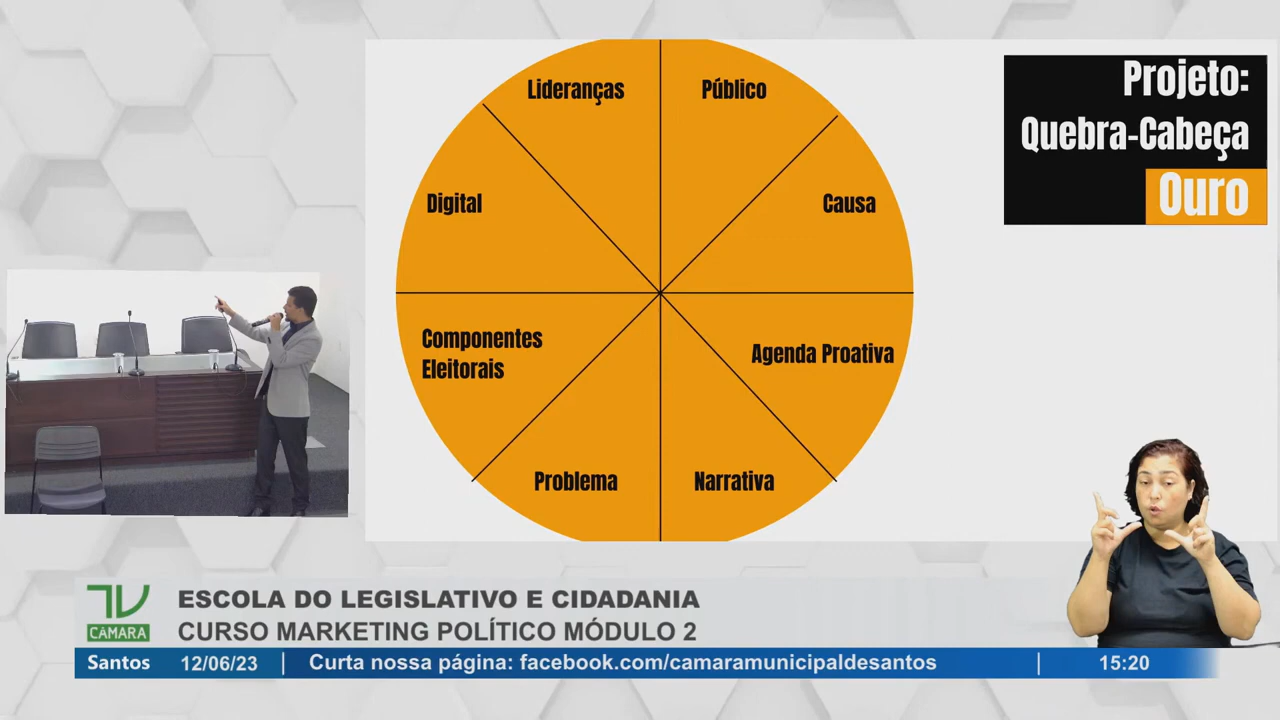 Lideranças
Público
Projeto:
Quebra-Cabeça
Ouro
Digital
Causa
Componentes
Eleitorais
Agenda Proativa
Problema
Narrativa
TV
CÂMARA
ESCOLA DO LEGISLATIVO E CIDADANIA
CURSO MARKETING POLÍTICO MÓDULO 2
Santos 12/06/23 | Curta nossa página: facebook.com/camaramunicipaldesantos | 15:20